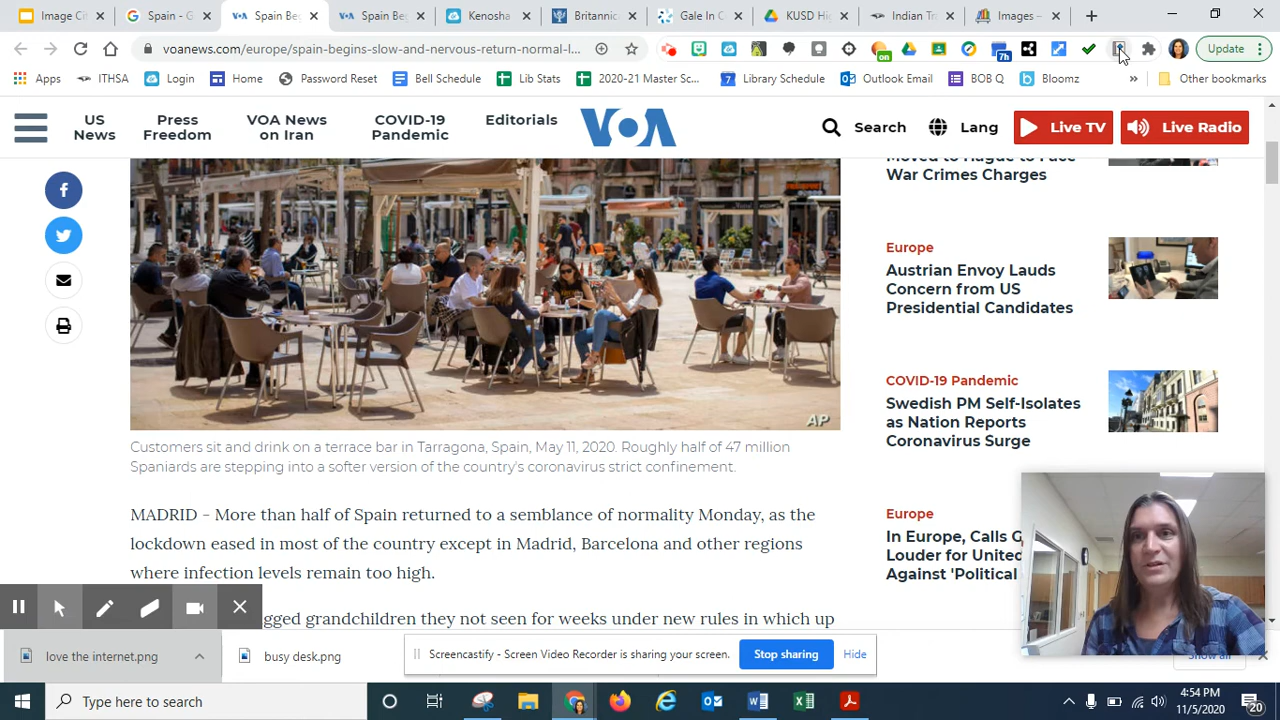 Image Cit
Spain - G
Spain Be
Spain Be
Kenosha
Britannic
Gale In C
KUSD Hi
Indian Tr
Images –
voanews.com/europe/spain-begins-slow-and-nervous-return-normal-l...
on
7h
Update
Apps
ITHSA
Login
Home
Password Reset
Bell Schedule
Lib Stats
2020-21 Master Sc...
7 Library Schedule
Outlook Email
BOB Q
Bloomz
»
Other bookmarks
US News
Press Freedom
VOA News on Iran
COVID-19 Pandemic
Editorials
VOA
Search
Lang
Live TV
Live Radio
Moved to Hague to Face
War Crimes Charges
Europe
Austrian Envoy Lauds
Concern from US
Presidential Candidates
COVID-19 Pandemic
Swedish PM Self-Isolates
as Nation Reports
Coronavirus Surge
Europe
In Europe, Calls G
Louder for United
Against 'Political
AP
Customers sit and drink on a terrace bar in Tarragona, Spain, May 11, 2020. Roughly half of 47 million
Spaniards are stepping into a softer version of the country's coronavirus strict confinement.
MADRID - More than half of Spain returned to a semblance of normality Monday, as the
lockdown eased in most of the country except in Madrid, Barcelona and other regions
where infection levels remain too high.
gged grandchildren they not seen for weeks under new rules in which up
love the internet.png
busy desk.png
Screencastify - Screen Video Recorder is sharing your screen.
Stop sharing
Hide
Show all
Type here to search
4:54 PM
11/5/2020
20